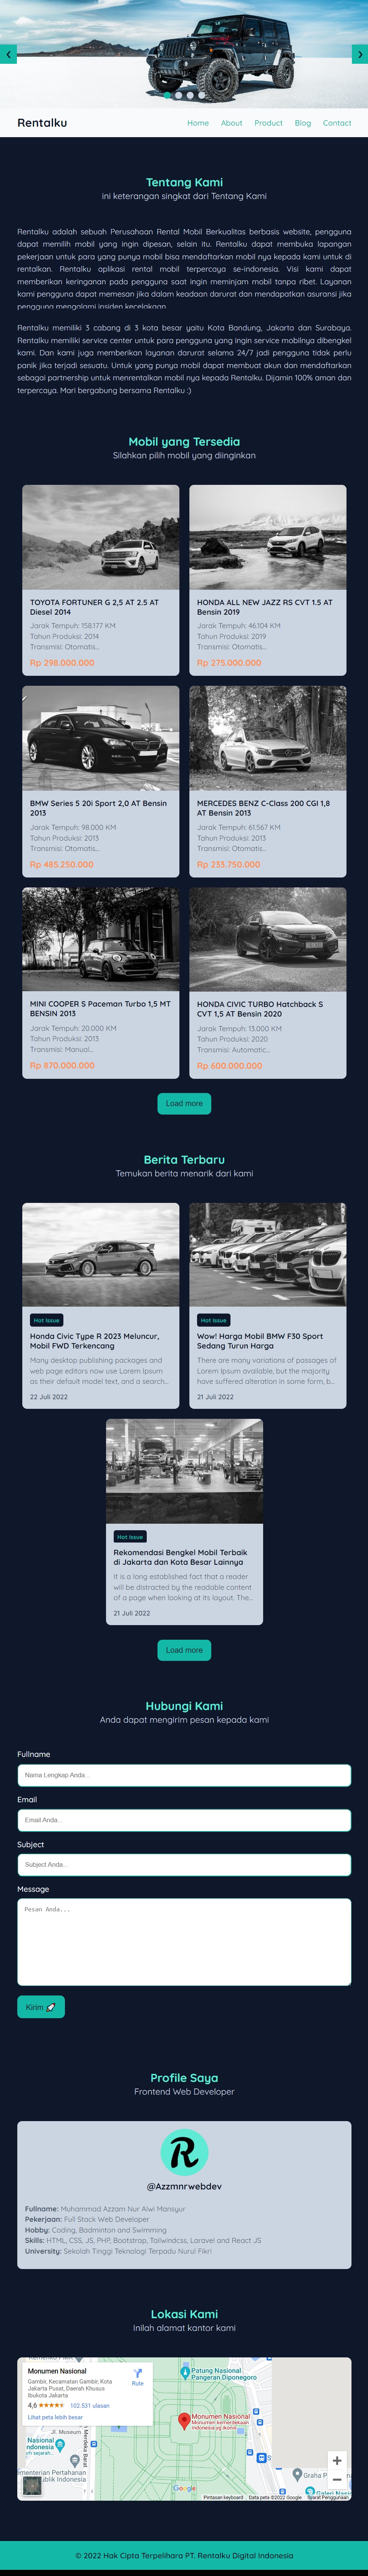 Rentalku
Home About Product Blog Contact
Tentang Kami
ini keterangan singkat dari Tentang Kami
Rentalku adalah sebuah Perusahaan Rental Mobil Berkualitas berbasis website, pengguna
dapat memilih mobil yang ingin dipesan, selain itu. Rentalku dapat membuka lapangan
pekerjaan untuk para yang punya mobil bisa mendaftarkan mobil nya kepada kami untuk di
rentalkan. Rentalku aplikasi rental mobil terpercaya se-indonesia. Visi kami dapat
memberikan keringanan pada pengguna saat ingin meminjam mobil tanpa ribet. Layanan
kami pengguna dapat memesan jika dalam keadaan darurat dan mendapatkan asuransi jika
pengguna mengalami insiden kecelakaan.
Rentalku memiliki 3 cabang di 3 kota besar yaitu Kota Bandung, Jakarta dan Surabaya.
Rentalku memiliki service center untuk para pengguna yang ingin service mobilnya dibengkel
kami. Dan kami juga memberikan layanan darurat selama 24/7 jadi pengguna tidak perlu
panik jika terjadi sesuatu. Untuk yang punya mobil dapat membuat akun dan mendaftarkan
sebagai partnership untuk menrentalkan mobil nya kepada Rentalku. Dijamin 100% aman dan
terpercaya. Mari bergabung bersama Rentalku :)
Mobil yang Tersedia
Silahkan pilih mobil yang diinginkan
TOYOTA FORTUNER G 2,5 AT 2.5 AT
Diesel 2014
Jarak Tempuh: 158.177 KM
Tahun Produksi: 2014
Transmisi: Otomatis...
Rp 298.000.000
HONDA ALL NEW JAZZ RS CVT 1.5 AT
Bensin 2019
Jarak Tempuh: 46.104 KM
Tahun Produksi: 2019
Transmisi: Otomatis...
Rp 275.000.000
BMW Series 5 20i Sport 2,0 AT Bensin
2013
Jarak Tempuh: 98.000 KM
Tahun Produksi: 2013
Transmisi: Otomatis...
Rp 485.250.000
MERCEDES BENZ C-Class 200 CGI 1,8
AT Bensin 2013
Jarak Tempuh: 61.567 KM
Tahun Produksi: 2013
Transmisi: Otomatis...
Rp 233.750.000
MINI COOPER S Paceman Turbo 1,5 MT
BENSIN 2013
Jarak Tempuh: 20.000 KM
Tahun Produksi: 2013
Transmisi: Manual...
Rp 870.000.000
HONDA CIVIC TURBO Hatchback S
CVT 1,5 AT Bensin 2020
Jarak Tempuh: 13.000 KM
Tahun Produksi: 2020
Transmisi: Automatic...
Rp 600.000.000
Load more
Berita Terbaru
Temukan berita menarik dari kami
Hot Issue
Honda Civic Type R 2023 Meluncur,
Mobil FWD Terkencang
Many desktop publishing packages and
web page editors now use Lorem Ipsum
as their default model text, and a search...
22 Juli 2022
Hot Issue
Wow! Harga Mobil BMW F30 Sport
Sedang Turun Harga
There are many variations of passages of
Lorem Ipsum available, but the majority
have suffered alteration in some form, b...
21 Juli 2022
Hot Issue
Rekomendasi Bengkel Mobil Terbaik
di Jakarta dan Kota Besar Lainnya
It is a long established fact that a reader
will be distracted by the readable content
of a page when looking at its layout. The...
21 Juli 2022
Load more
Hubungi Kami
Anda dapat mengirim pesan kepada kami
Fullname
Nama Lengkap Anda...
Email
Email Anda...
Subject
Subject Anda...
Message
Pesan Anda...
Kirim 🚀
Profile Saya
Frontend Web Developer
R
@Azzmnrwebdev
Fullname: Muhammad Azzam Nur Alwi Mansyur
Pekerjaan: Full Stack Web Developer
Hobby: Coding, Badminton and Swimming
Skills: HTML, CSS, JS, PHP, Bootstrap, Tailwindcss, Laravel and React JS
University: Sekolah Tinggi Teknologi Terpadu Nurul Fikri
Lokasi Kami
Inilah alamat kantor kami
Monumen Nasional
Gambir, Kecamatan Gambir, Kota
Jakarta Pusat, Daerah Khusus
Ibukota Jakarta
Rute
4,6 ★★★★★ 102.531 ulasan
Lihat peta lebih besar
Patung Nasional
Pangeran Diponegoro
Monumen Nasional
Monumen kemerdekaan
Indonesia yg ikonis
Jl. Museum
Nasional
Google
Pintasan keyboard Data peta ©2022 Google Syarat Penggunaan
© 2022 Hak Cipta Terpelihara PT. Rentalku Digital Indonesia